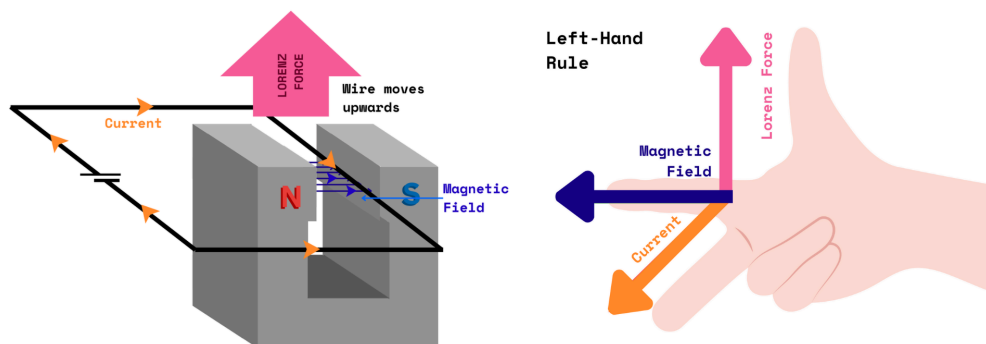 LORENZ
FORCE
Wire moves
upwards
Current
N
S
Magnetic
Field
Left-Hand
Rule
Lorenz Force
Magnetic
Field
Current